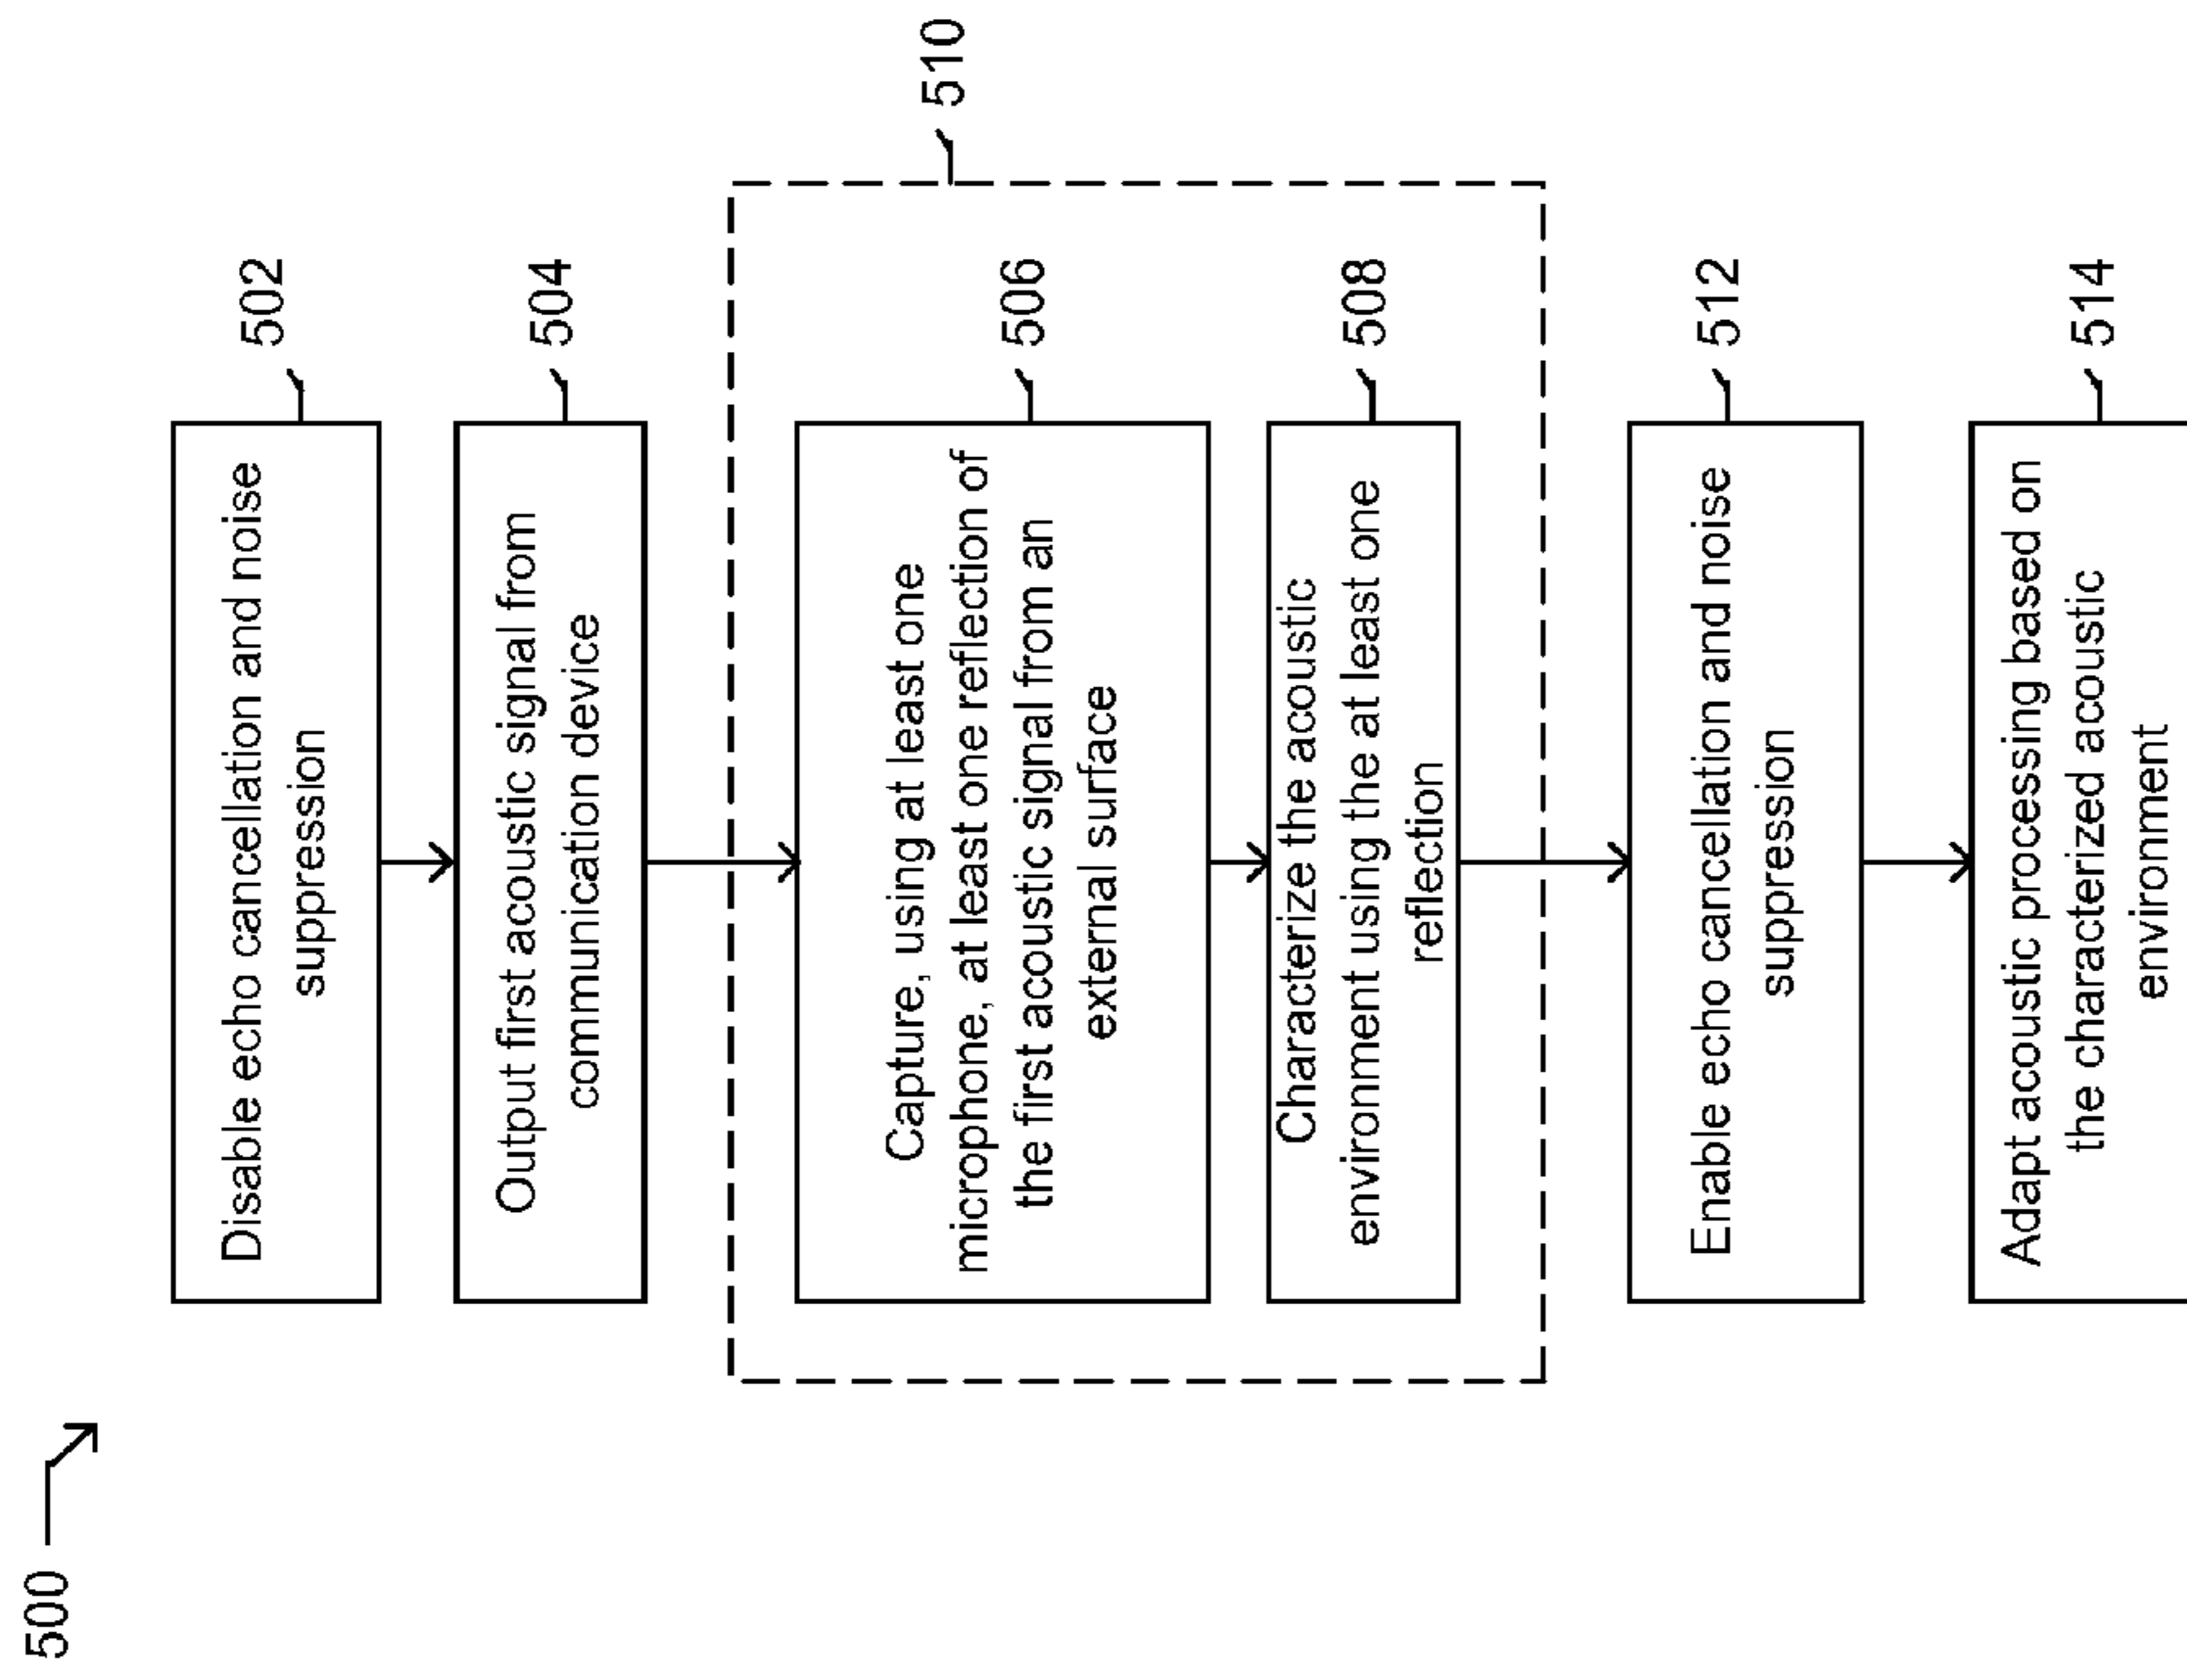 500
Disable echo cancellation and noise
suppression
502
Output first acoustic signal from
communication device
504
510
Capture, using at least one
microphone, at least one reflection of
the first acoustic signal from an
external surface
506
Characterize the acoustic
environment using the at least one
reflection
508
Enable echo cancellation and noise
suppression
512
Adapt acoustic processing based on
the characterized acoustic
environment
514